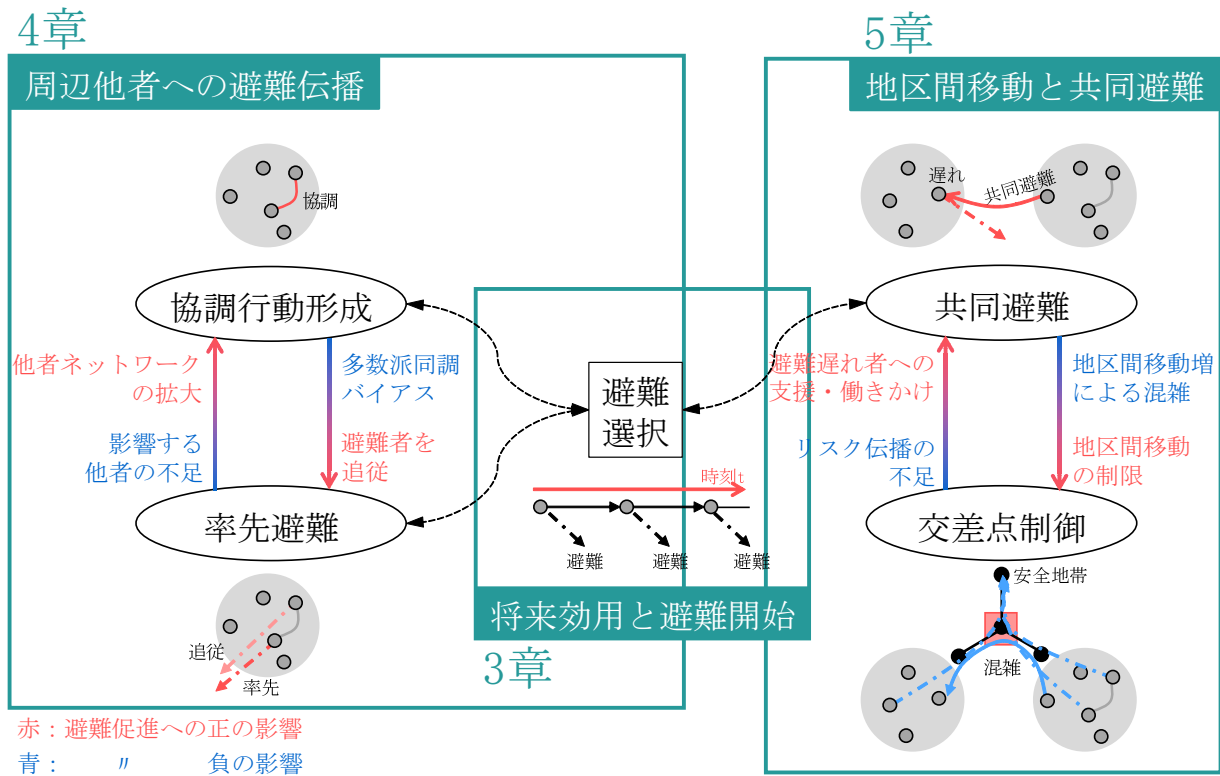 4章
周辺他者への避難伝播
協調
協調行動形成
他者ネットワーク
の拡大
多数派同調
バイアス
影響する
他者の不足
避難者を
追従
率先避難
追従
率先
赤：避難促進への正の影響
青：　〃　負の影響
避難
選択
時刻t
避難
避難
避難
将来効用と避難開始
3章
5章
地区間移動と共同避難
遅れ
共同避難
共同避難
避難遅れ者への
支援・働きかけ
地区間移動増
による混雑
リスク伝播の
不足
地区間移動
の制限
交差点制御
安全地帯
混雑